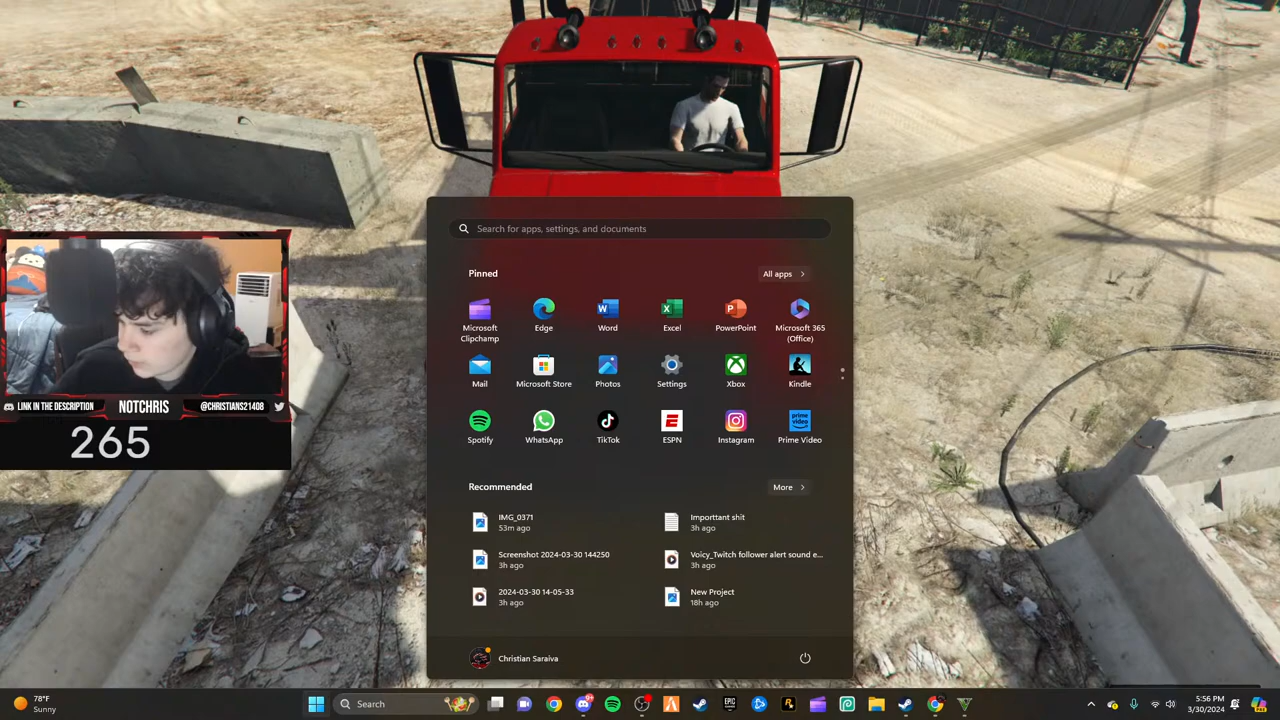 Search for apps, settings, and documents
Pinned
All apps
Microsoft Clipchamp
Edge
Word
Excel
PowerPoint
Microsoft 365 (Office)
Mail
Microsoft Store
Photos
Settings
Xbox
Kindle
Spotify
WhatsApp
TikTok
ESPN
Instagram
prime video
Prime Video
Recommended
More
IMG_0371
53m ago
Importtant shit
3h ago
Screenshot 2024-03-30 144250
3h ago
Voicy_Twitch follower alert sound e...
3h ago
2024-03-30 14-05-33
3h ago
New Project
18h ago
Christian Saraiva
LINK IN THE DESCRIPTION
NOTCHRIS
@CHRISTIANS21408
265
78°F
Sunny
Search
5:56 PM
3/30/2024